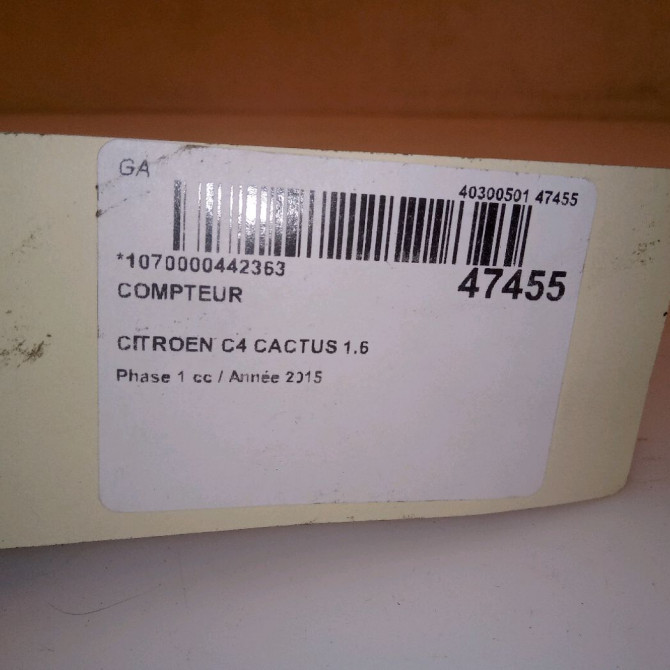 GA
40300501 47455
*1070000442363
47455
COMPTEUR
CITROEN C4 CACTUS 1.6
Phase 1 cc / Année 2015